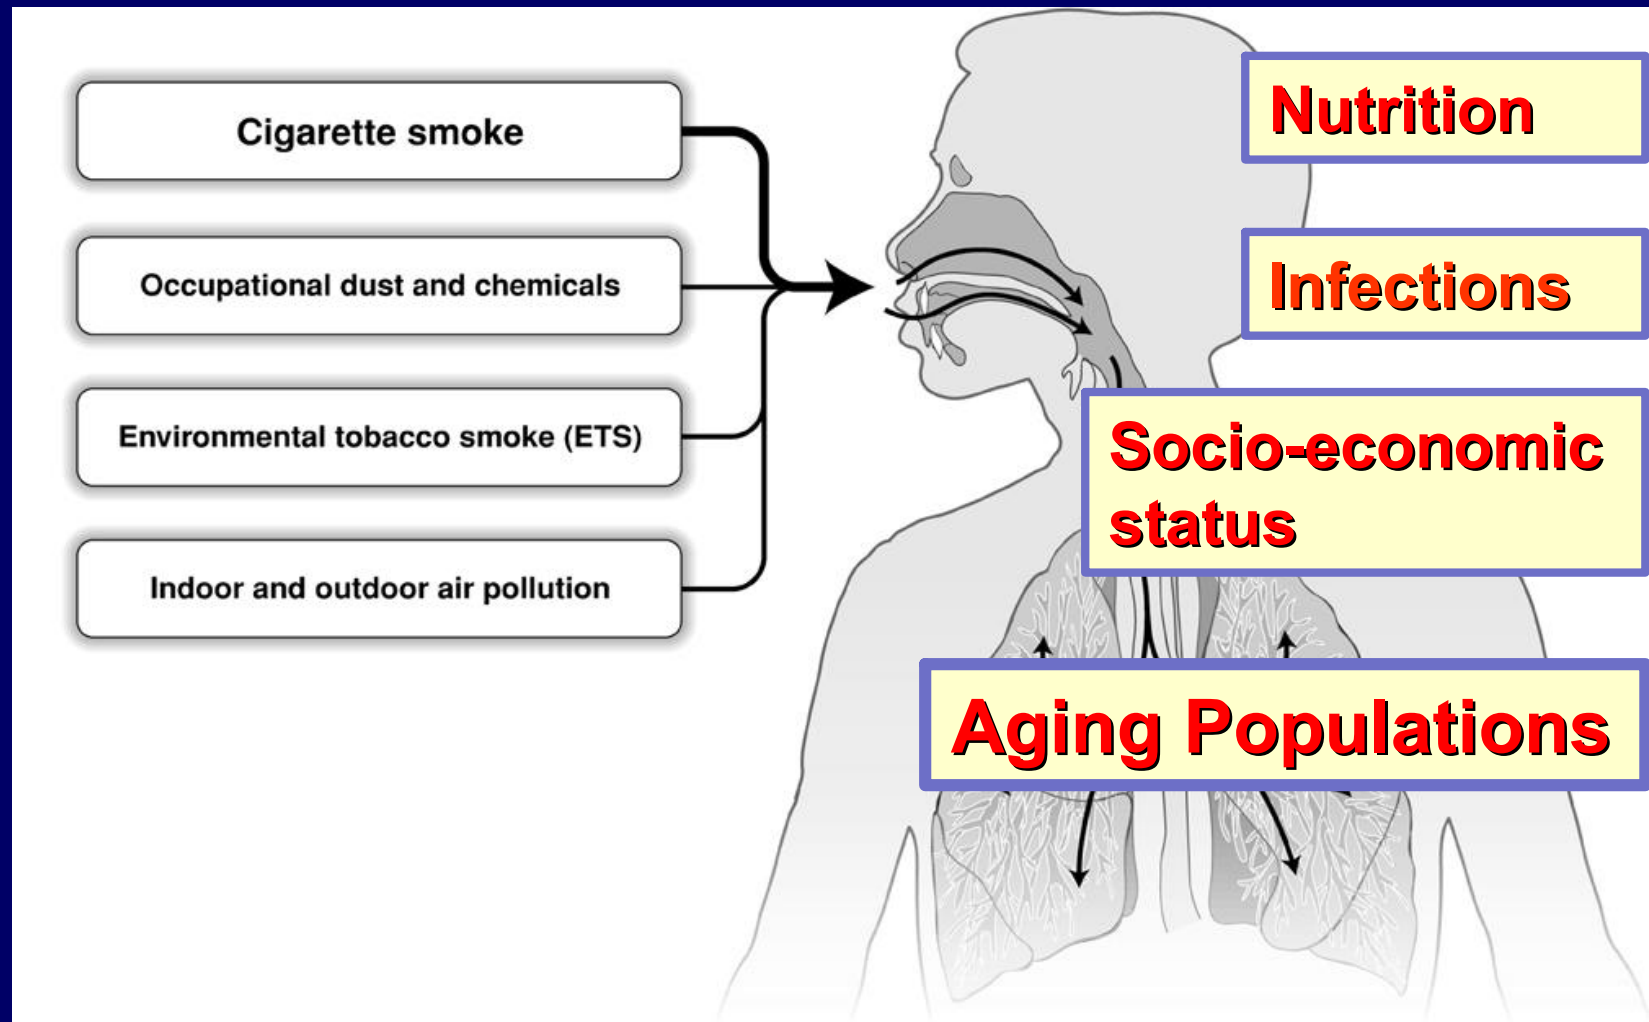 Cigarette smoke
Occupational dust and chemicals
Environmental tobacco smoke (ETS)
Indoor and outdoor air pollution
Nutrition
Infections
Socio-economic
status
Aging Populations